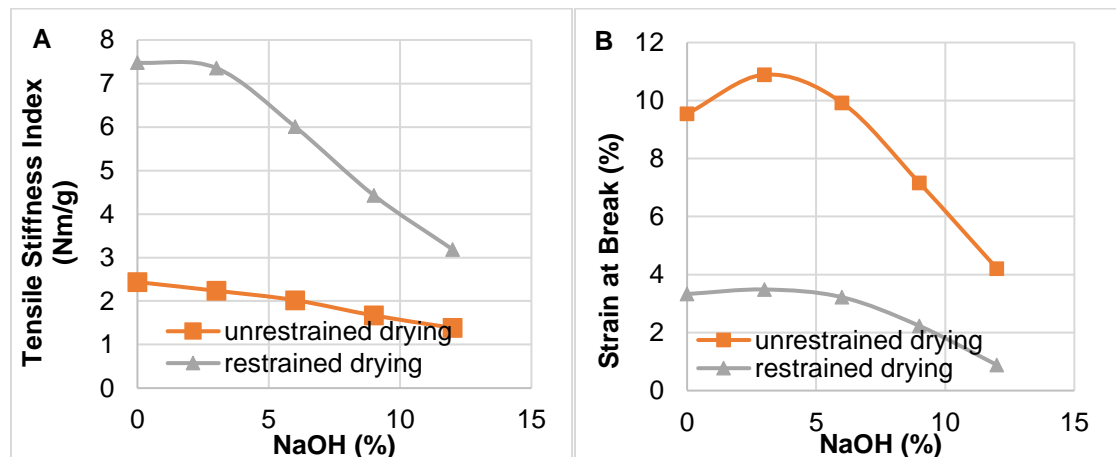 A
Tensile Stiffness Index
(Nm/g)
8
7
6
5
4
3
2
1
0
unrestrained drying
restrained drying
0 5 10 15
NaOH (%)
B
Strain at Break (%)
12
10
8
6
4
2
0
unrestrained drying
restrained drying
0 5 10 15
NaOH (%)